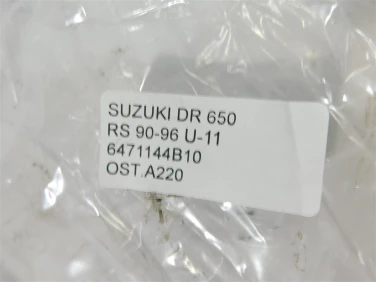 SUZUKI DR 650
RS 90-96 U-11
6471144B10
OST.A220